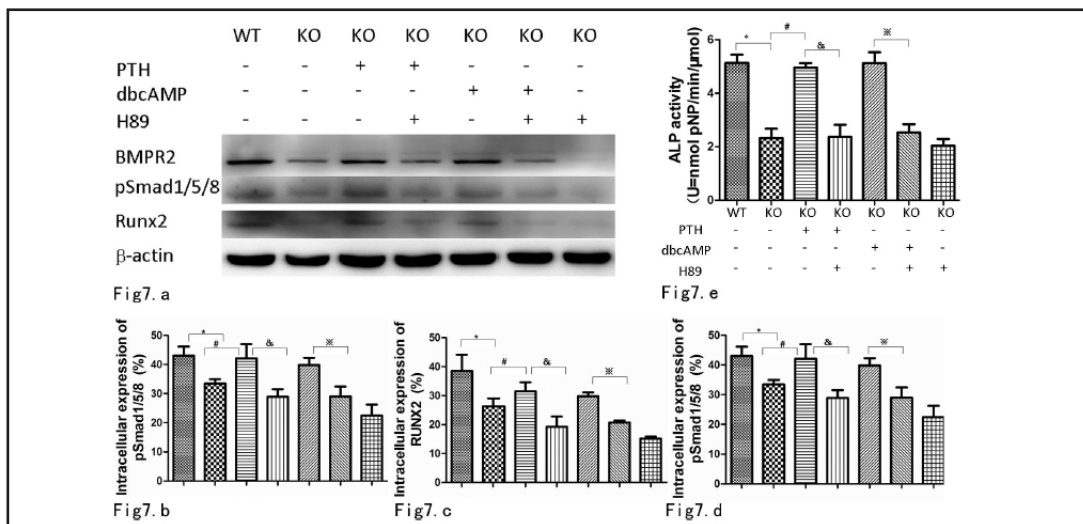 WT KO KO KO KO KO KO
PTH - - + + - - -
dbcAMP - - - - + + -
H89 - - - + - + +
BMPR2
pSmad1/5/8
Runx2
β-actin
Fig7.a
ALP activity
(U=nmol pNP/min/μmol)
6
4
2
0
* # & ※
WT KO KO KO KO KO KO
PTH - - + + - - -
dbcAMP - - - - + + -
H89 - - - + - + +
Fig7.e
Intracellular expression of
pSmad1/5/8 (%)
50
40
30
20
10
0
* # & ※
Fig7.b
Intracellular expression of
RUNX2 (%)
50
40
30
20
10
0
* # & ※
Fig7.c
Intracellular expression of
pSmad1/5/8 (%)
50
40
30
20
10
0
* # & ※
Fig7.d